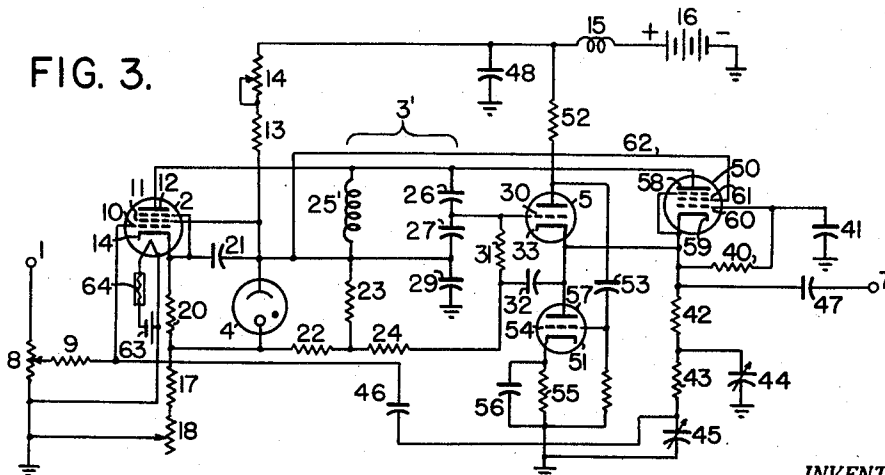 FIG. 3.
15 16 + -
14 48
13 3' 52 62, 50
12 11' 2 10 58 61
25' 26 30 5 60
14 27 33 59 41
1 21 31 40,
64 29 32 57 53 47 7
20 4' 23 54 42
63 22 24 51
8 9 17 46 56 55 43 44
18 45
INKENT